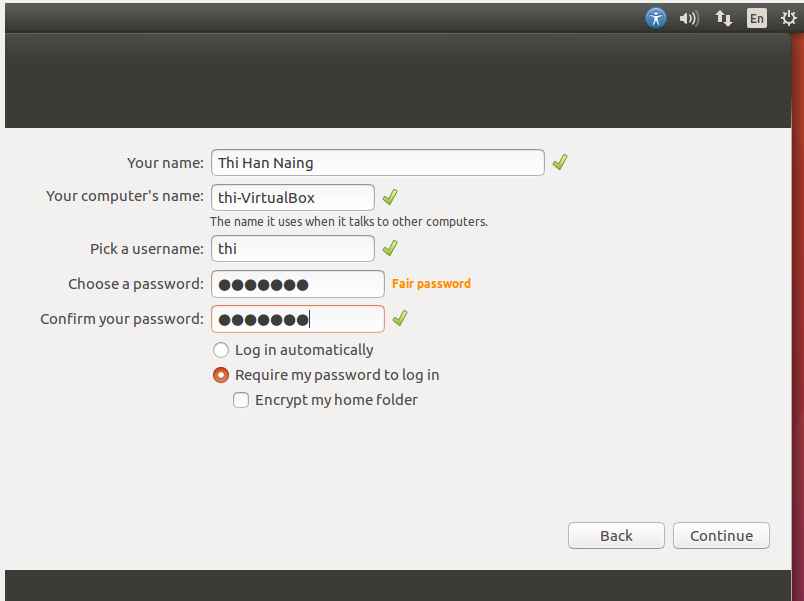 En
Your name: Thi Han Naing
Your computer's name: thi-VirtualBox
The name it uses when it talks to other computers.
Pick a username: thi
Choose a password: ●●●●●●● Fair password
Confirm your password: ●●●●●●●
Log in automatically
Require my password to log in
Encrypt my home folder
Back Continue